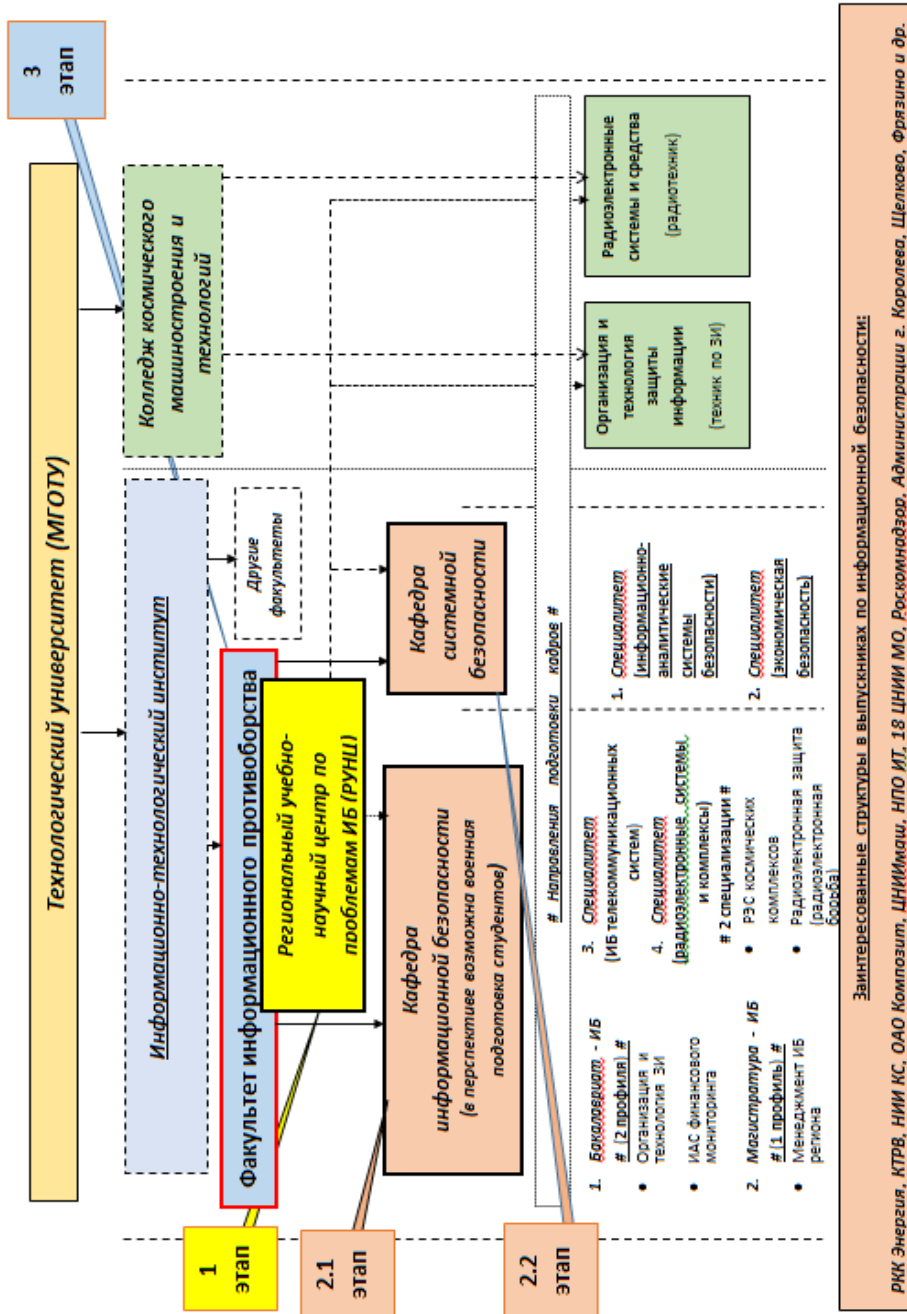 3
этап
Технологический университет (МГОТУ)
Информационно-технологический институт
Колледж космического
машиностроения и
технологий
Другие
факультеты
Факультет информационного противоборства
1
этап
Региональный учебно-
научный центр по
проблемам ИБ (РУНЦ)
2.1
этап
Кафедра
информационной безопасности
(в перспективе возможна военная
подготовка студентов)
Кафедра
системной
безопасности
2.2
этап
# Направления подготовки кадров #
1. Бакалавриат - ИБ
# (2 профиля) #
● Организация и
технология ЗИ
● ИАС финансового
мониторинга
2. Магистратура - ИБ
# (1 профиль) #
● Менеджмент ИБ
региона
3. Специалитет
(ИБ телекоммуникационных
систем)
4. Специалитет
(радиоэлектронные системы
и комплексы)
# 2 специализации #
● РЭС космических
комплексов
● Радиоэлектронная защита
(радиоэлектронная
борьба)
1. Специалитет
(информационно-
аналитические
системы
безопасности)
2. Специалитет
(экономическая
безопасность)
Организация и
технология
защиты
информации
(техник по ЗИ)
Радиоэлектронные
системы и средства
(радиотехник)
Заинтересованные структуры в выпускниках по информационной безопасности:
РКК Энергия, КТРВ, НИИ КС, ОАО Композит, ЦНИИмаш, НПО ИТ, 18 ЦНИИ МО, Роскомнадзор, Администрации г. Королева, Щелково, Фрязино и др.